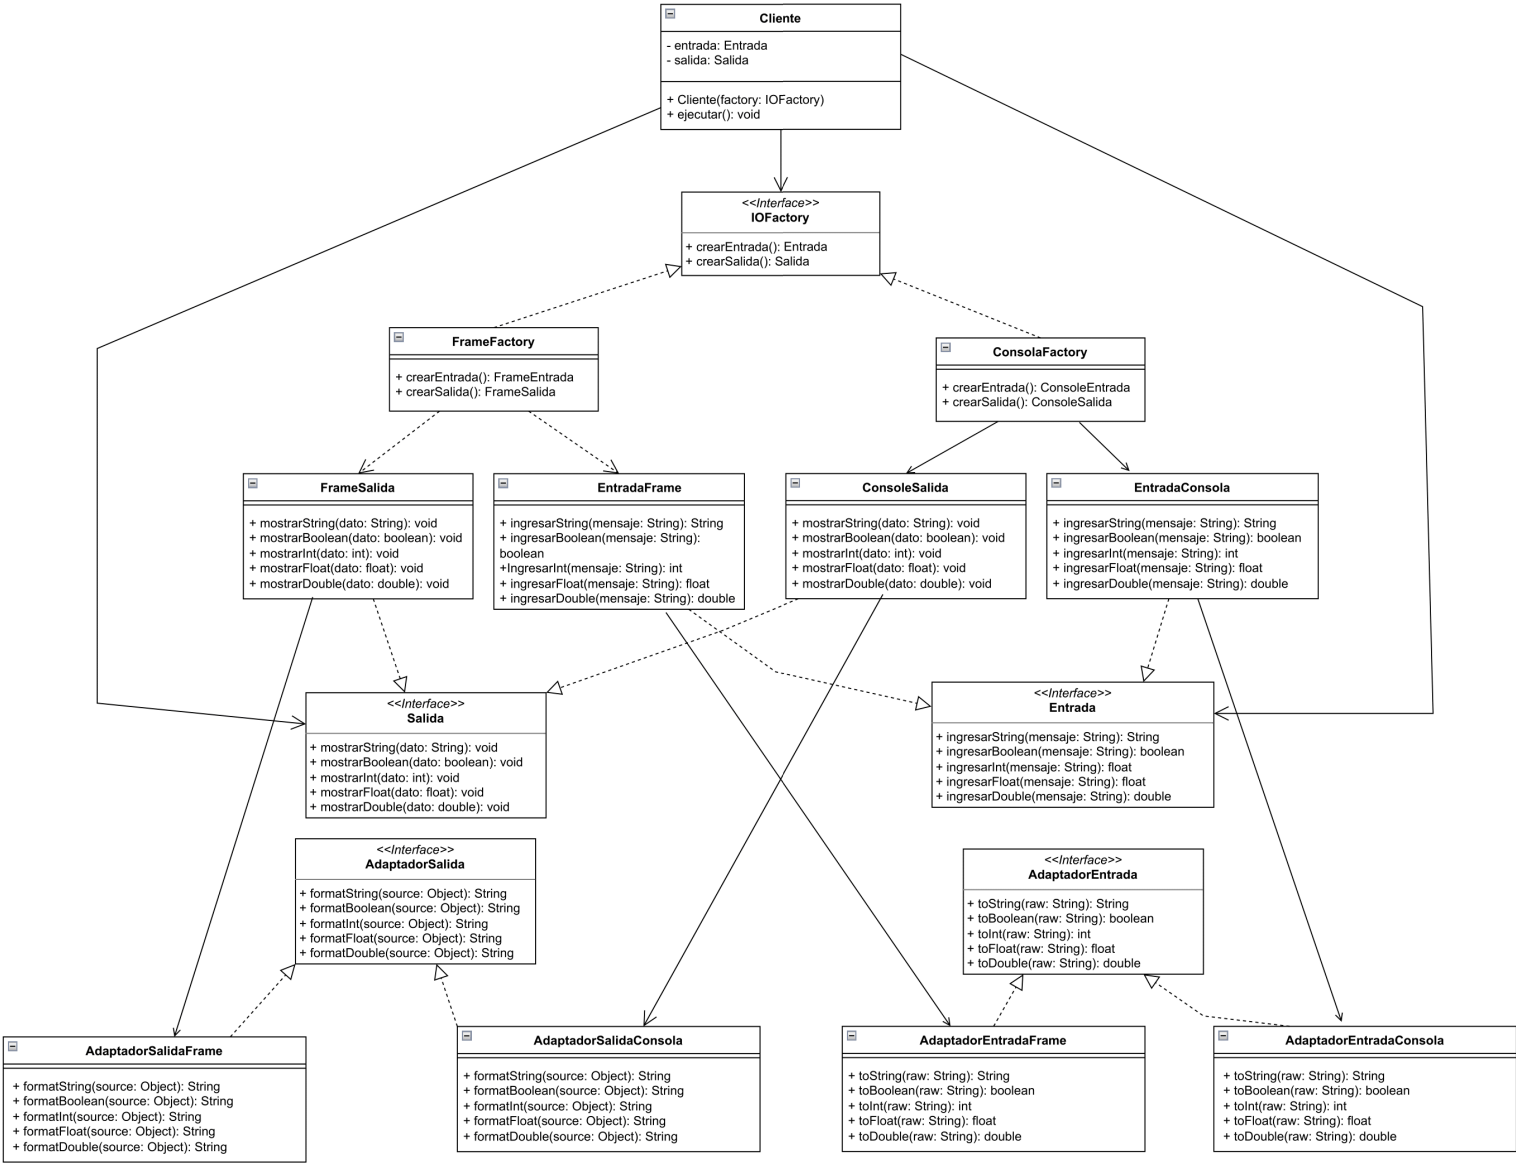 Cliente
- entrada: Entrada
- salida: Salida
+ Cliente(factory: IOFactory)
+ ejecutar(): void
<<Interface>>
IOFactory
+ crearEntrada(): Entrada
+ crearSalida(): Salida
FrameFactory
+ crearEntrada(): FrameEntrada
+ crearSalida(): FrameSalida
ConsolaFactory
+ crearEntrada(): ConsoleEntrada
+ crearSalida(): ConsoleSalida
FrameSalida
+ mostrarString(dato: String): void
+ mostrarBoolean(dato: boolean): void
+ mostrarInt(dato: int): void
+ mostrarFloat(dato: float): void
+ mostrarDouble(dato: double): void
EntradaFrame
+ ingresarString(mensaje: String): String
+ ingresarBoolean(mensaje: String):
boolean
+IngresarInt(mensaje: String): int
+ ingresarFloat(mensaje: String): float
+ ingresarDouble(mensaje: String): double
ConsoleSalida
+ mostrarString(dato: String): void
+ mostrarBoolean(dato: boolean): void
+ mostrarInt(dato: int): void
+ mostrarFloat(dato: float): void
+ mostrarDouble(dato: double): void
EntradaConsola
+ ingresarString(mensaje: String): String
+ ingresarBoolean(mensaje: String): boolean
+ ingresarInt(mensaje: String): int
+ ingresarFloat(mensaje: String): float
+ ingresarDouble(mensaje: String): double
<<Interface>>
Salida
+ mostrarString(dato: String): void
+ mostrarBoolean(dato: boolean): void
+ mostrarInt(dato: int): void
+ mostrarFloat(dato: float): void
+ mostrarDouble(dato: double): void
<<Interface>>
Entrada
+ ingresarString(mensaje: String): String
+ ingresarBoolean(mensaje: String): boolean
+ ingresarInt(mensaje: String): float
+ ingresarFloat(mensaje: String): float
+ ingresarDouble(mensaje: String): double
<<Interface>>
AdaptadorSalida
+ formatString(source: Object): String
+ formatBoolean(source: Object): String
+ formatInt(source: Object): String
+ formatFloat(source: Object): String
+ formatDouble(source: Object): String
<<Interface>>
AdaptadorEntrada
+ toString(raw: String): String
+ toBoolean(raw: String): boolean
+ toInt(raw: String): int
+ toFloat(raw: String): float
+ toDouble(raw: String): double
AdaptadorSalidaFrame
+ formatString(source: Object): String
+ formatBoolean(source: Object): String
+ formatInt(source: Object): String
+ formatFloat(source: Object): String
+ formatDouble(source: Object): String
AdaptadorSalidaConsola
+ formatString(source: Object): String
+ formatBoolean(source: Object): String
+ formatInt(source: Object): String
+ formatFloat(source: Object): String
+ formatDouble(source: Object): String
AdaptadorEntradaFrame
+ toString(raw: String): String
+ toBoolean(raw: String): boolean
+ toInt(raw: String): int
+ toFloat(raw: String): float
+ toDouble(raw: String): double
AdaptadorEntradaConsola
+ toString(raw: String): String
+ toBoolean(raw: String): boolean
+ toInt(raw: String): int
+ toFloat(raw: String): float
+ toDouble(raw: String): double